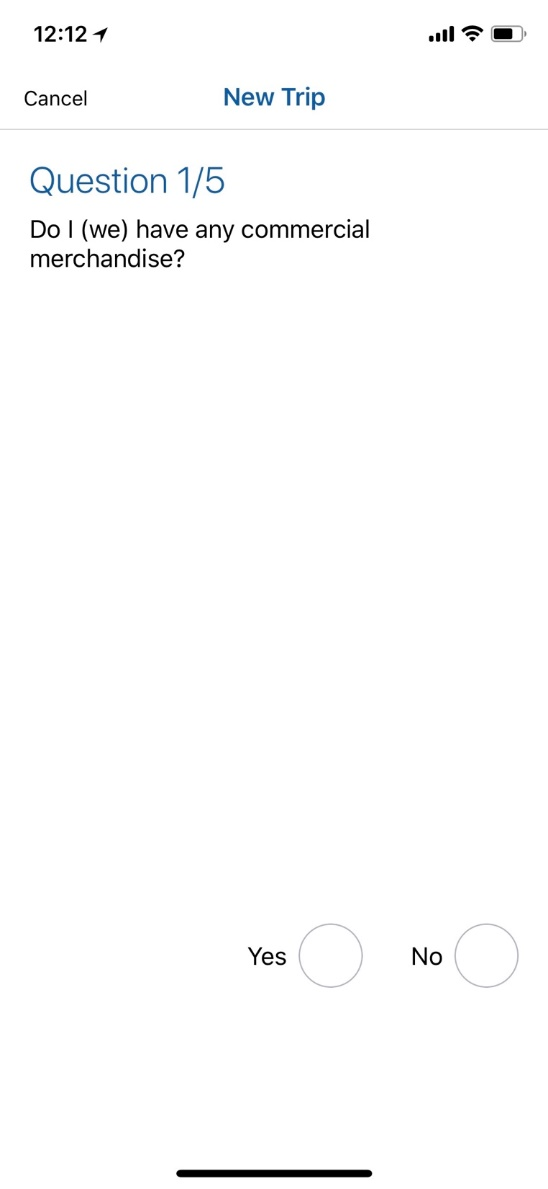 12:12
Cancel
New Trip
Question 1/5
Do I (we) have any commercial
merchandise?
Yes
No